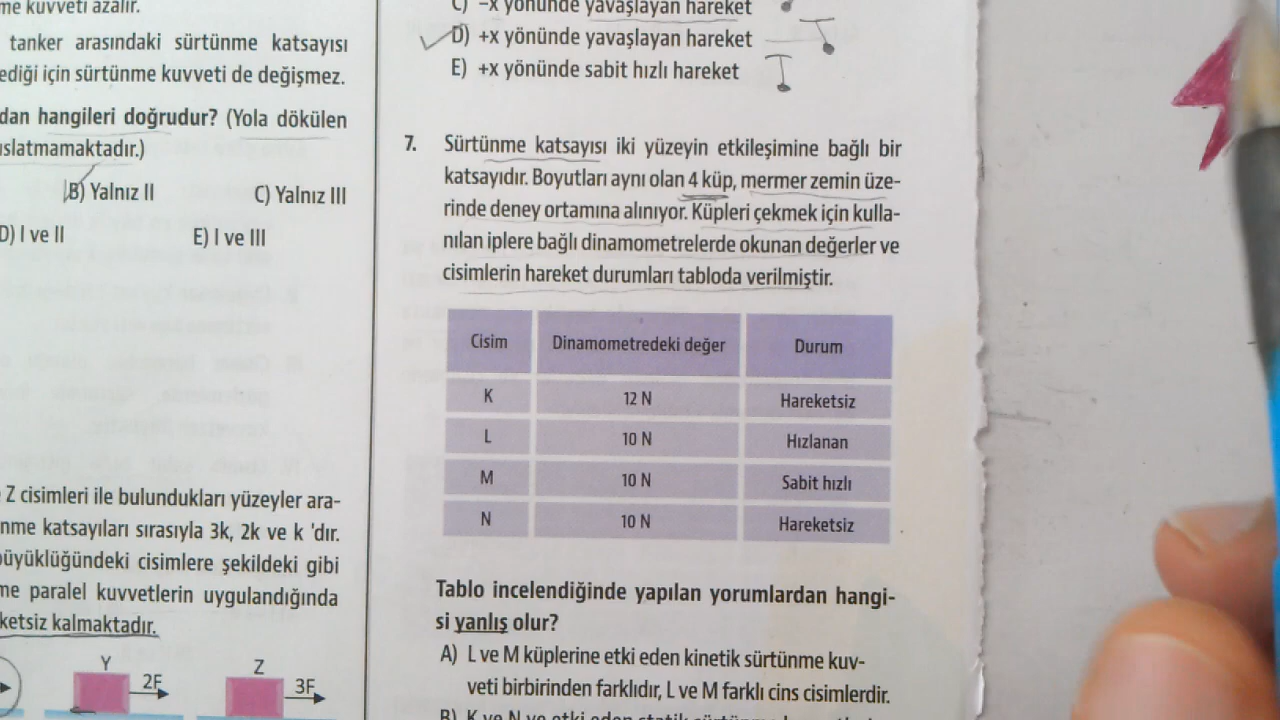 me kuvveti azalır.
tanker arasındaki sürtünme katsayısı
ediği için sürtünme kuvveti de değişmez.
dan hangileri doğrudur? (Yola dökülen
ıslatmamaktadır.)
B) Yalnız II
C) Yalnız III
D) I ve II
E) I ve III
Z cisimleri ile bulundukları yüzeyler ara-
nme katsayıları sırasıyla 3k, 2k ve k 'dır.
büyüklüğündeki cisimlere şekildeki gibi
me paralel kuvvetlerin uygulandığında
ketsiz kalmaktadır.
Y
2F
Z
3F
C) –x yönünde yavaşlayan hareket
D) +x yönünde yavaşlayan hareket
E) +x yönünde sabit hızlı hareket
7. Sürtünme katsayısı iki yüzeyin etkileşimine bağlı bir
katsayıdır. Boyutları aynı olan 4 küp, mermer zemin üze-
rinde deney ortamına alınıyor. Küpleri çekmek için kulla-
nılan iplere bağlı dinamometrelerde okunan değerler ve
cisimlerin hareket durumları tabloda verilmiştir.
Cisim Dinamometredeki değer Durum
K 12 N Hareketsiz
L 10 N Hızlanan
M 10 N Sabit hızlı
N 10 N Hareketsiz
Tablo incelendiğinde yapılan yorumlardan hangi-
si yanlış olur?
A) L ve M küplerine etki eden kinetik sürtünme kuv-
veti birbirinden farklıdır, L ve M farklı cins cisimlerdir.
B) K ve N ye etki eden statik